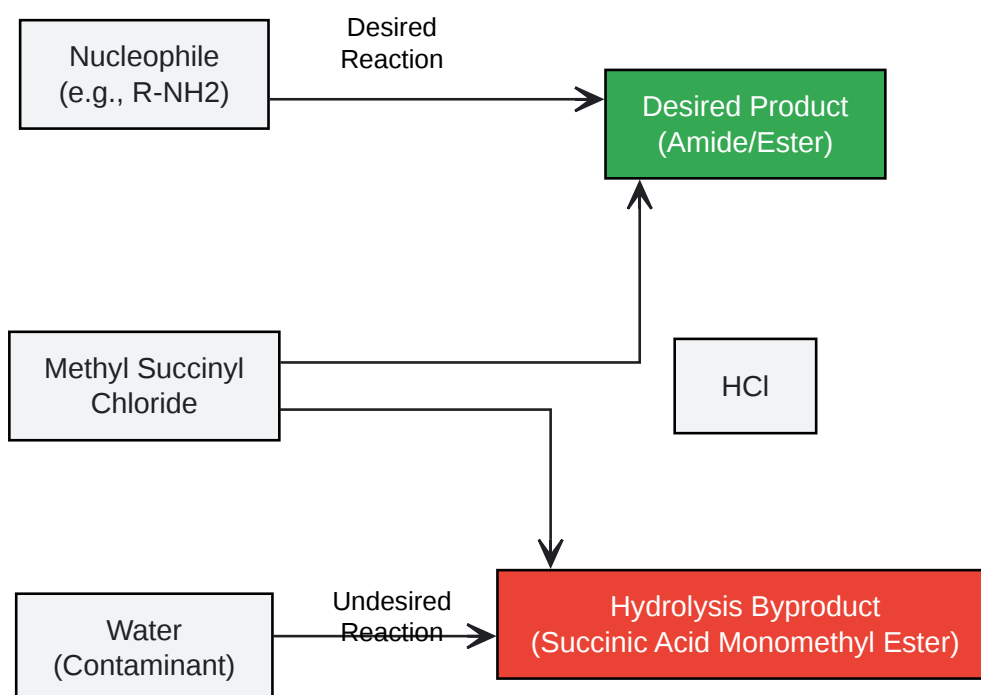 Nucleophile
(e.g., R-NH2)
Desired
Reaction
Desired Product
(Amide/Ester)
Methyl Succinyl
Chloride
HCl
Water
(Contaminant)
Undesired
Reaction
Hydrolysis Byproduct
(Succinic Acid Monomethyl Ester)